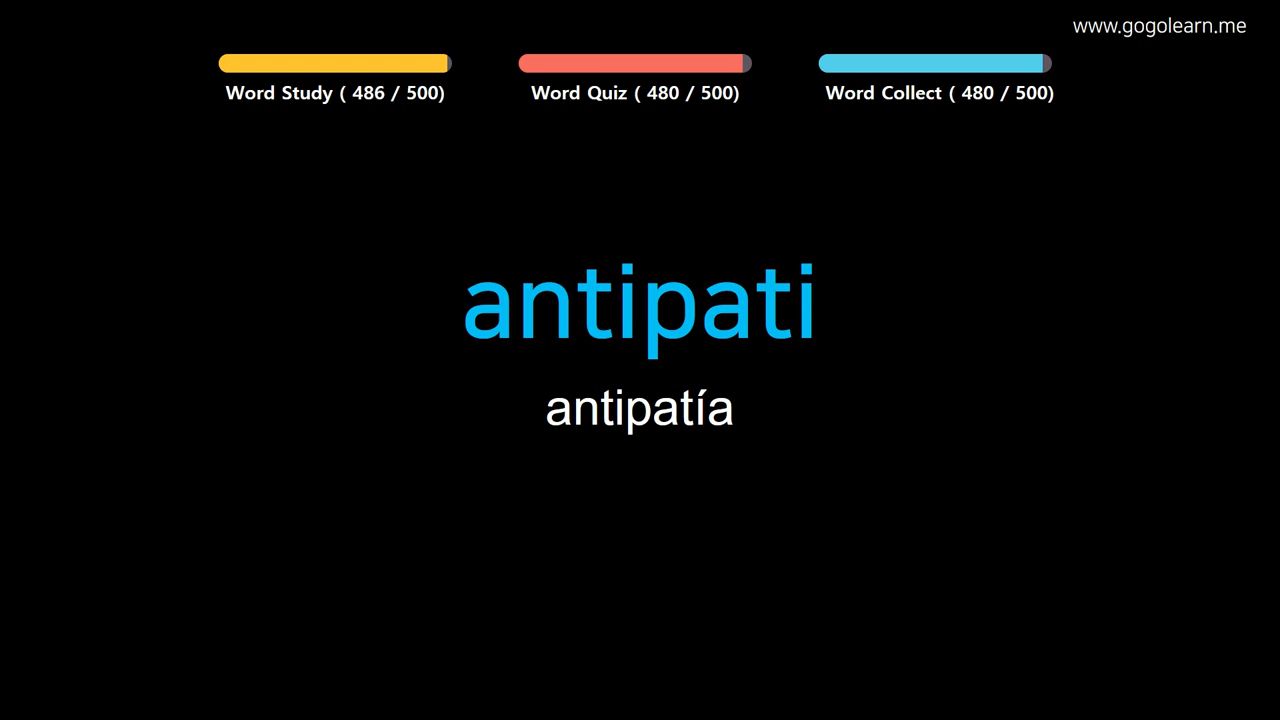 www.gogolearn.me
Word Study ( 486 / 500)
Word Quiz ( 480 / 500)
Word Collect ( 480 / 500)
antipati
antipatía